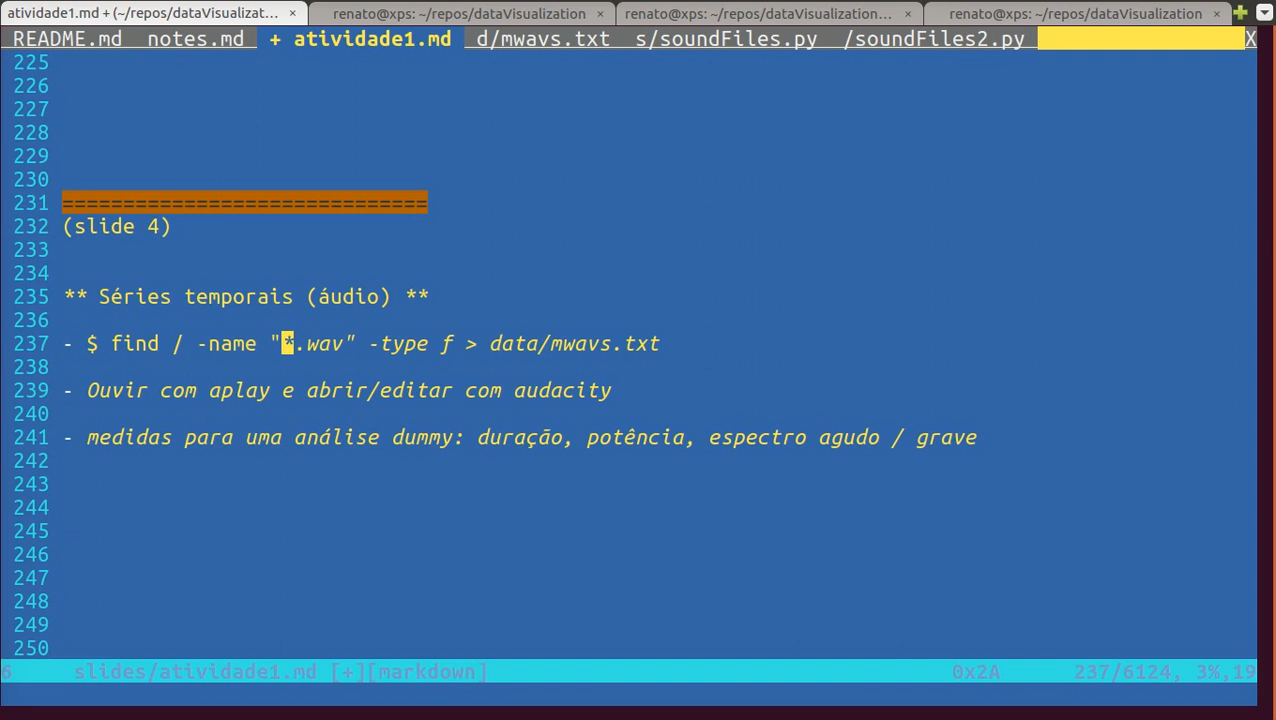 atividade1.md + (~/repos/dataVisualizat… × renato@xps: ~/repos/dataVisualization × renato@xps: ~/repos/dataVisualization… × renato@xps: ~/repos/dataVisualization ×
README.md notes.md + atividade1.md d/mwavs.txt s/soundFiles.py /soundFiles2.py X
225
226
227
228
229
230
231 ==============================
232 (slide 4)
233
234
235 ** Séries temporais (áudio) **
236
237 - $ find / -name "*.wav" -type f > data/mwavs.txt
238
239 - Ouvir com aplay e abrir/editar com audacity
240
241 - medidas para uma análise dummy: duração, potência, espectro agudo / grave
242
243
244
245
246
247
248
249
250
6 slides/atividade1.md [+][markdown] 0x2A 237/6124, 3%,19